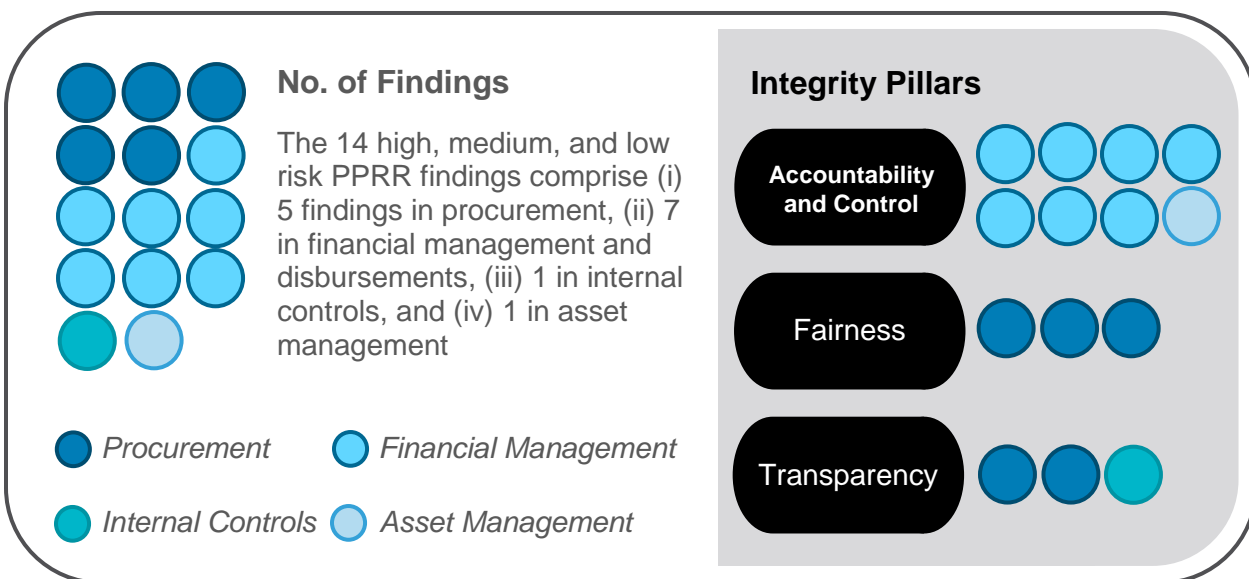 No. of Findings
The 14 high, medium, and low
risk PPRR findings comprise (i)
5 findings in procurement, (ii) 7
in financial management and
disbursements, (iii) 1 in internal
controls, and (iv) 1 in asset
management
Procurement
Financial Management
Internal Controls
Asset Management
Integrity Pillars
Accountability
and Control
Fairness
Transparency